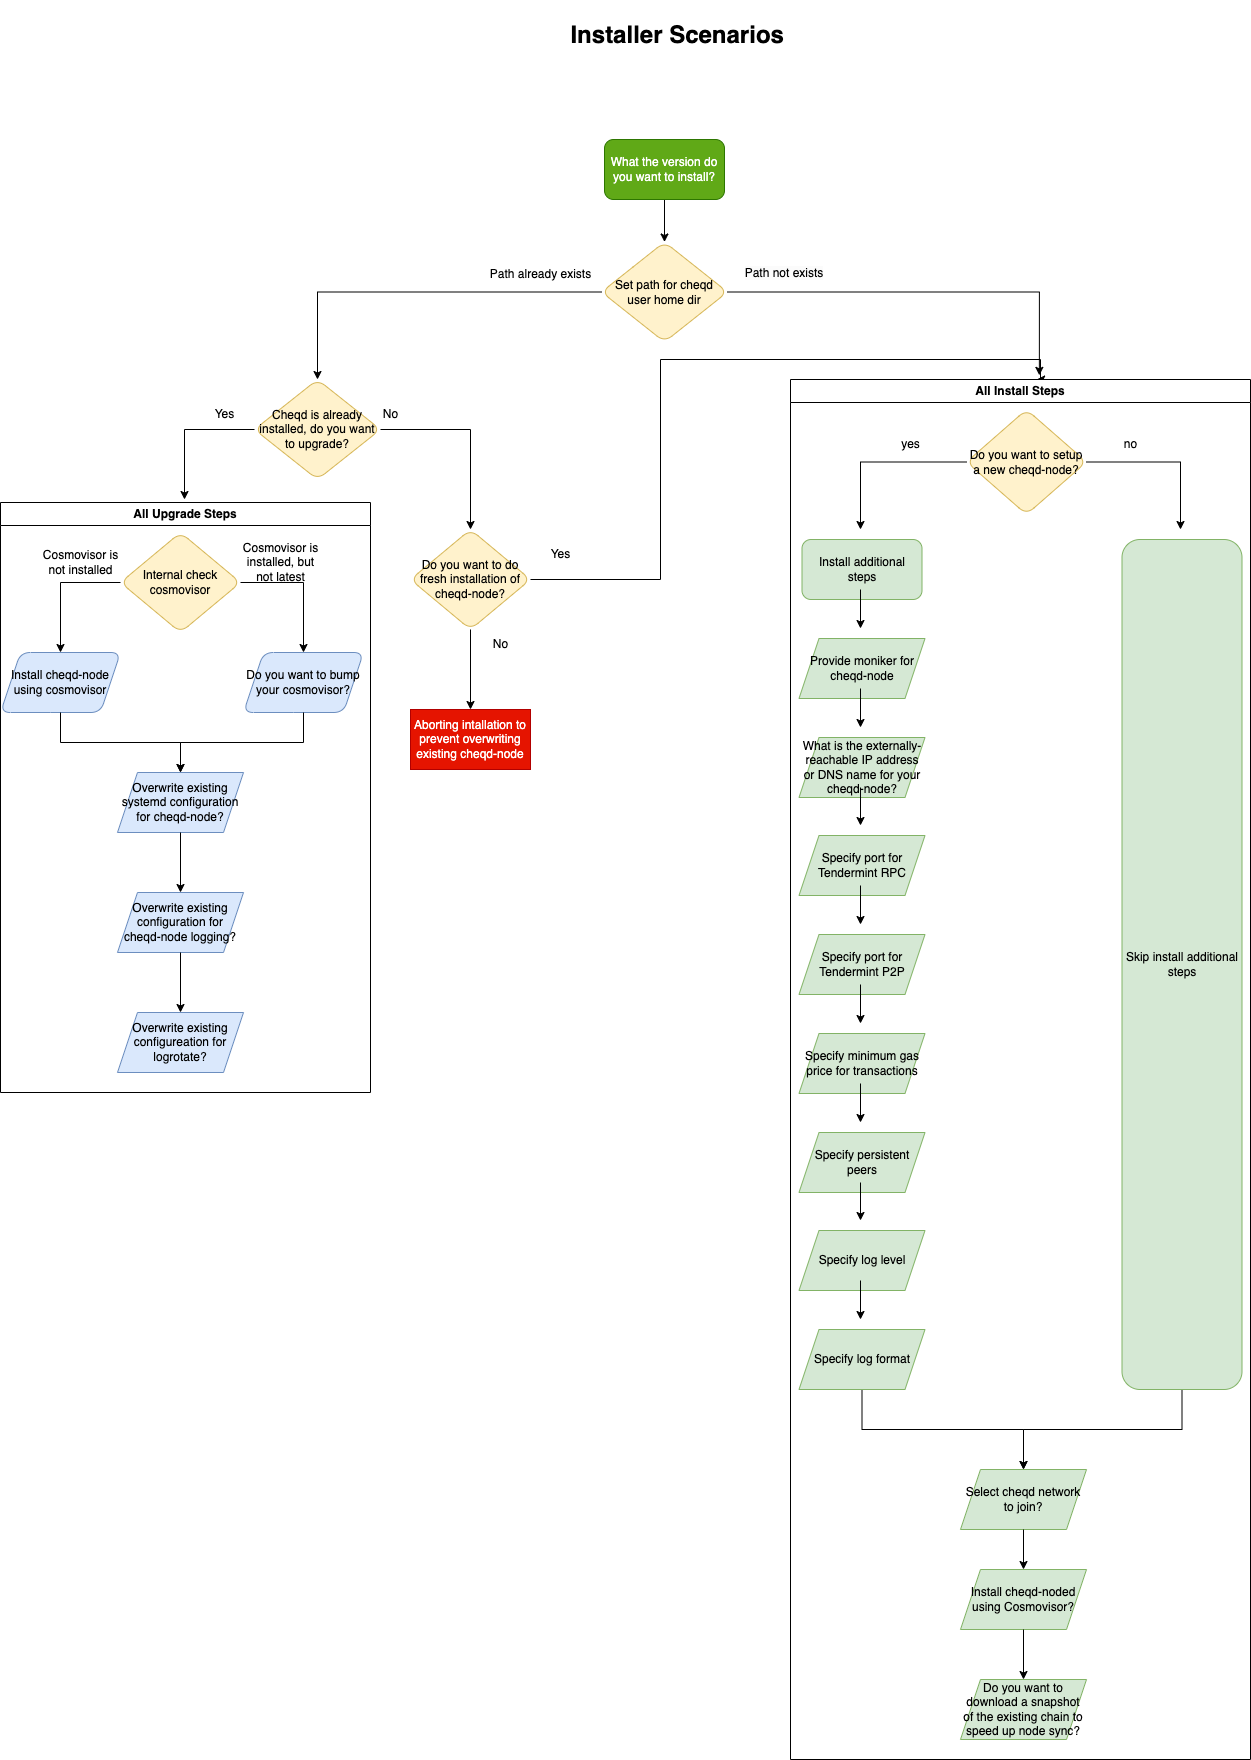 Installer Scenarios
What the version do
you want to install?
Path already exists
Path not exists
Set path for cheqd
user home dir
Yes
Cheqd is already
installed, do you want
to upgrade?
No
All Upgrade Steps
Cosmovisor is
not installed
Internal check
cosmovisor
Cosmovisor is
installed, but
not latest
Install cheqd-node
using cosmovisor
Do you want to bump
your cosmovisor?
Overwrite existing
systemd configuration
for cheqd-node?
Overwrite existing
configuration for
cheqd-node logging?
Overwrite existing
configureation for
logrotate?
Do you want to do
fresh installation of
cheqd-node?
Yes
No
Aborting intallation to
prevent overwriting
existing cheqd-node
All Install Steps
yes
Do you want to setup
a new cheqd-node?
no
Install additional
steps
Provide moniker for
cheqd-node
What is the externally-
reachable IP address
or DNS name for your
cheqd-node?
Specify port for
Tendermint RPC
Specify port for
Tendermint P2P
Specify minimum gas
price for transactions
Specify persistent
peers
Specify log level
Specify log format
Skip install additional
steps
Select cheqd network
to join?
Install cheqd-noded
using Cosmovisor?
Do you want to
download a snapshot
of the existing chain to
speed up node sync?